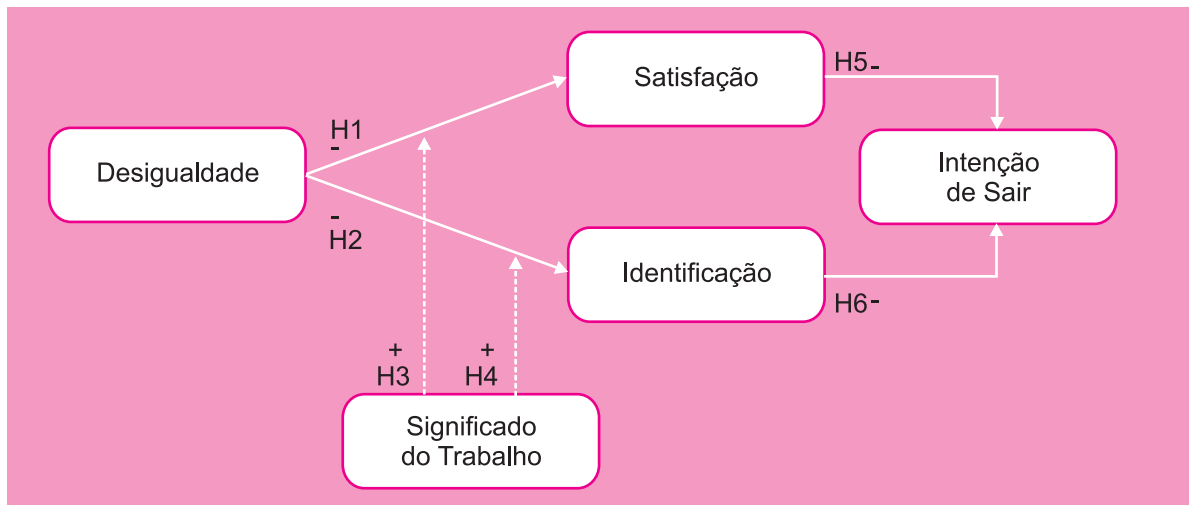 Satisfação
H5-
H1
-
Desigualdade
Intenção
de Sair
-
H2
Identificação
H6-
+
H3
+
H4
Significado
do Trabalho